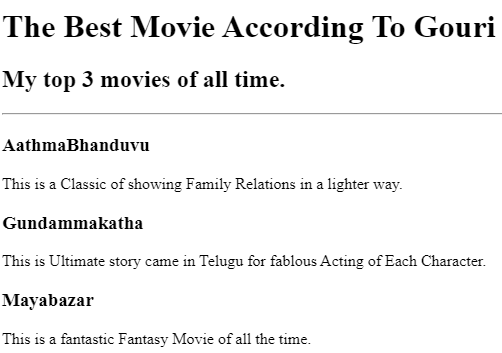 The Best Movie According To Gouri
My top 3 movies of all time.
AathmaBhanduvu
This is a Classic of showing Family Relations in a lighter way.
Gundammakatha
This is Ultimate story came in Telugu for fablous Acting of Each Character.
Mayabazar
This is a fantastic Fantasy Movie of all the time.